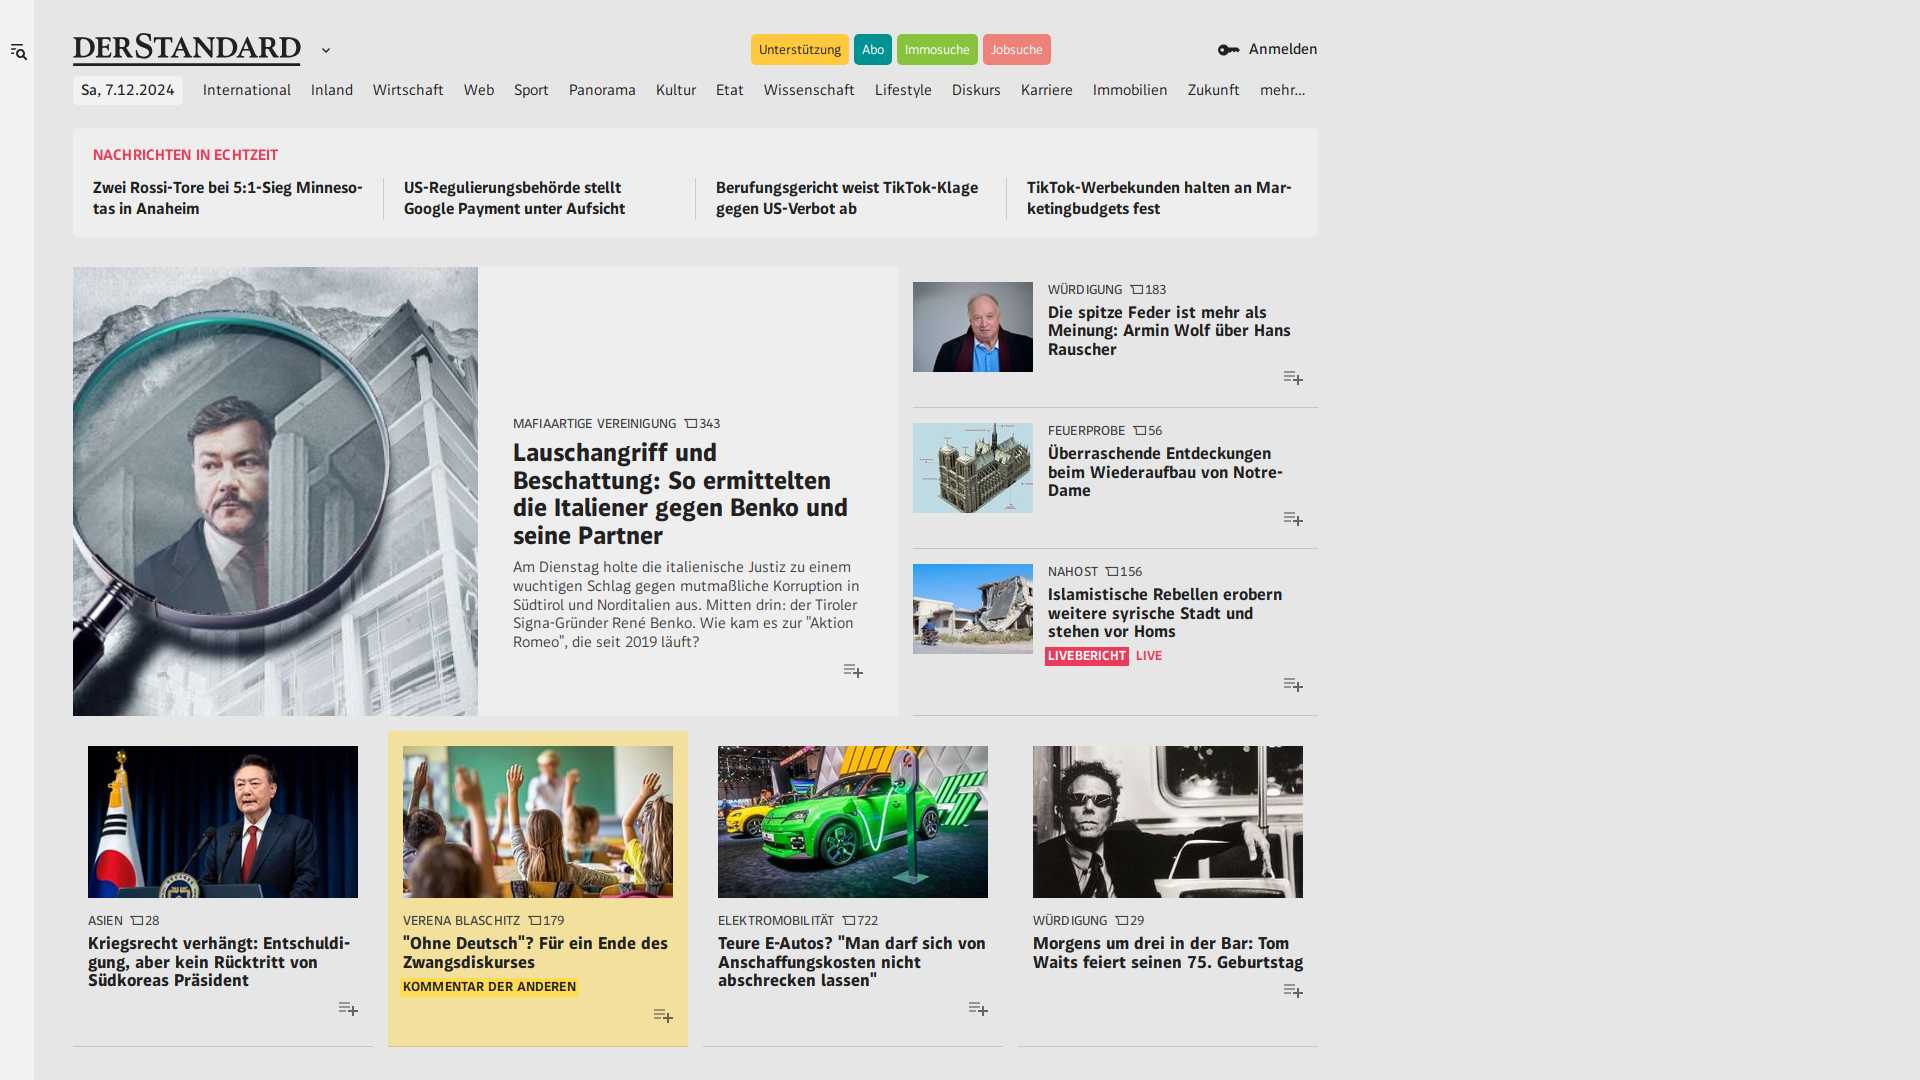 DERSTANDARD
Unterstützung
Abo
Immosuche
Jobsuche
Anmelden
Sa, 7.12.2024
International
Inland
Wirtschaft
Web
Sport
Panorama
Kultur
Etat
Wissenschaft
Lifestyle
Diskurs
Karriere
Immobilien
Zukunft
mehr…
NACHRICHTEN IN ECHTZEIT
Zwei Rossi-Tore bei 5:1-Sieg Minneso-
tas in Anaheim
US-Regulierungsbehörde stellt
Google Payment unter Aufsicht
Berufungsgericht weist TikTok-Klage
gegen US-Verbot ab
TikTok-Werbekunden halten an Mar-
ketingbudgets fest
MAFIAARTIGE VEREINIGUNG 343
Lauschangriff und
Beschattung: So ermittelten
die Italiener gegen Benko und
seine Partner
Am Dienstag holte die italienische Justiz zu einem
wuchtigen Schlag gegen mutmaßliche Korruption in
Südtirol und Norditalien aus. Mitten drin: der Tiroler
Signa-Gründer René Benko. Wie kam es zur "Aktion
Romeo", die seit 2019 läuft?
WÜRDIGUNG 183
Die spitze Feder ist mehr als
Meinung: Armin Wolf über Hans
Rauscher
FEUERPROBE 56
Überraschende Entdeckungen
beim Wiederaufbau von Notre-
Dame
NAHOST 156
Islamistische Rebellen erobern
weitere syrische Stadt und
stehen vor Homs
LIVEBERICHT LIVE
ASIEN 28
Kriegsrecht verhängt: Entschuldi-
gung, aber kein Rücktritt von
Südkoreas Präsident
VERENA BLASCHITZ 179
"Ohne Deutsch"? Für ein Ende des
Zwangsdiskurses
KOMMENTAR DER ANDEREN
ELEKTROMOBILITÄT 722
Teure E-Autos? "Man darf sich von
Anschaffungskosten nicht
abschrecken lassen"
WÜRDIGUNG 29
Morgens um drei in der Bar: Tom
Waits feiert seinen 75. Geburtstag